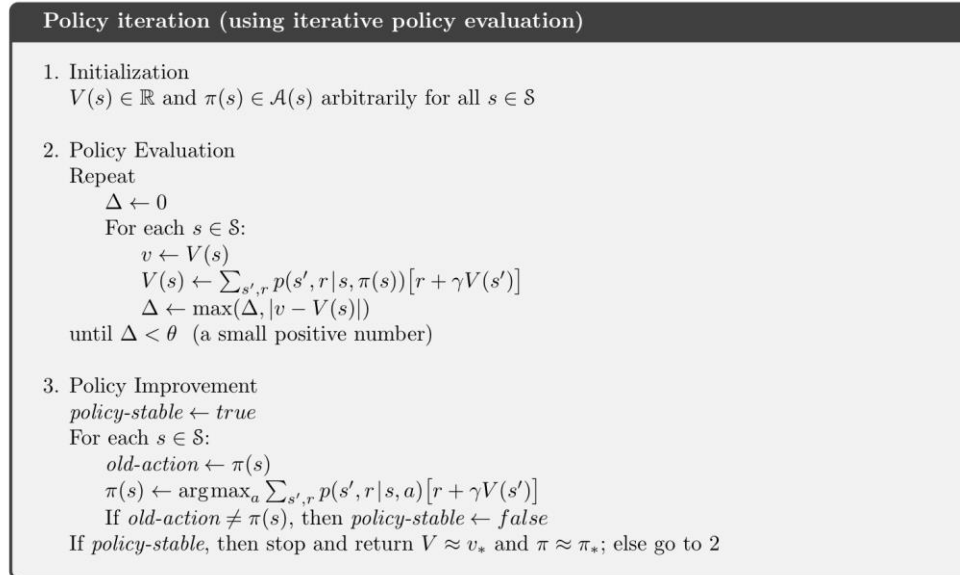 Policy iteration (using iterative policy evaluation)
1. Initialization
V(s) ∈ ℝ and π(s) ∈ 𝒜(s) arbitrarily for all s ∈ 𝒮
2. Policy Evaluation
Repeat
Δ ← 0
For each s ∈ 𝒮:
v ← V(s)
V(s) ← ∑_{s′,r} p(s′, r|s, π(s))[r + γV(s′)]
Δ ← max(Δ, |v − V(s)|)
until Δ < θ (a small positive number)
3. Policy Improvement
policy-stable ← true
For each s ∈ 𝒮:
old-action ← π(s)
π(s) ← argmax_a ∑_{s′,r} p(s′, r|s, a)[r + γV(s′)]
If old-action ≠ π(s), then policy-stable ← false
If policy-stable, then stop and return V ≈ v_* and π ≈ π_*; else go to 2